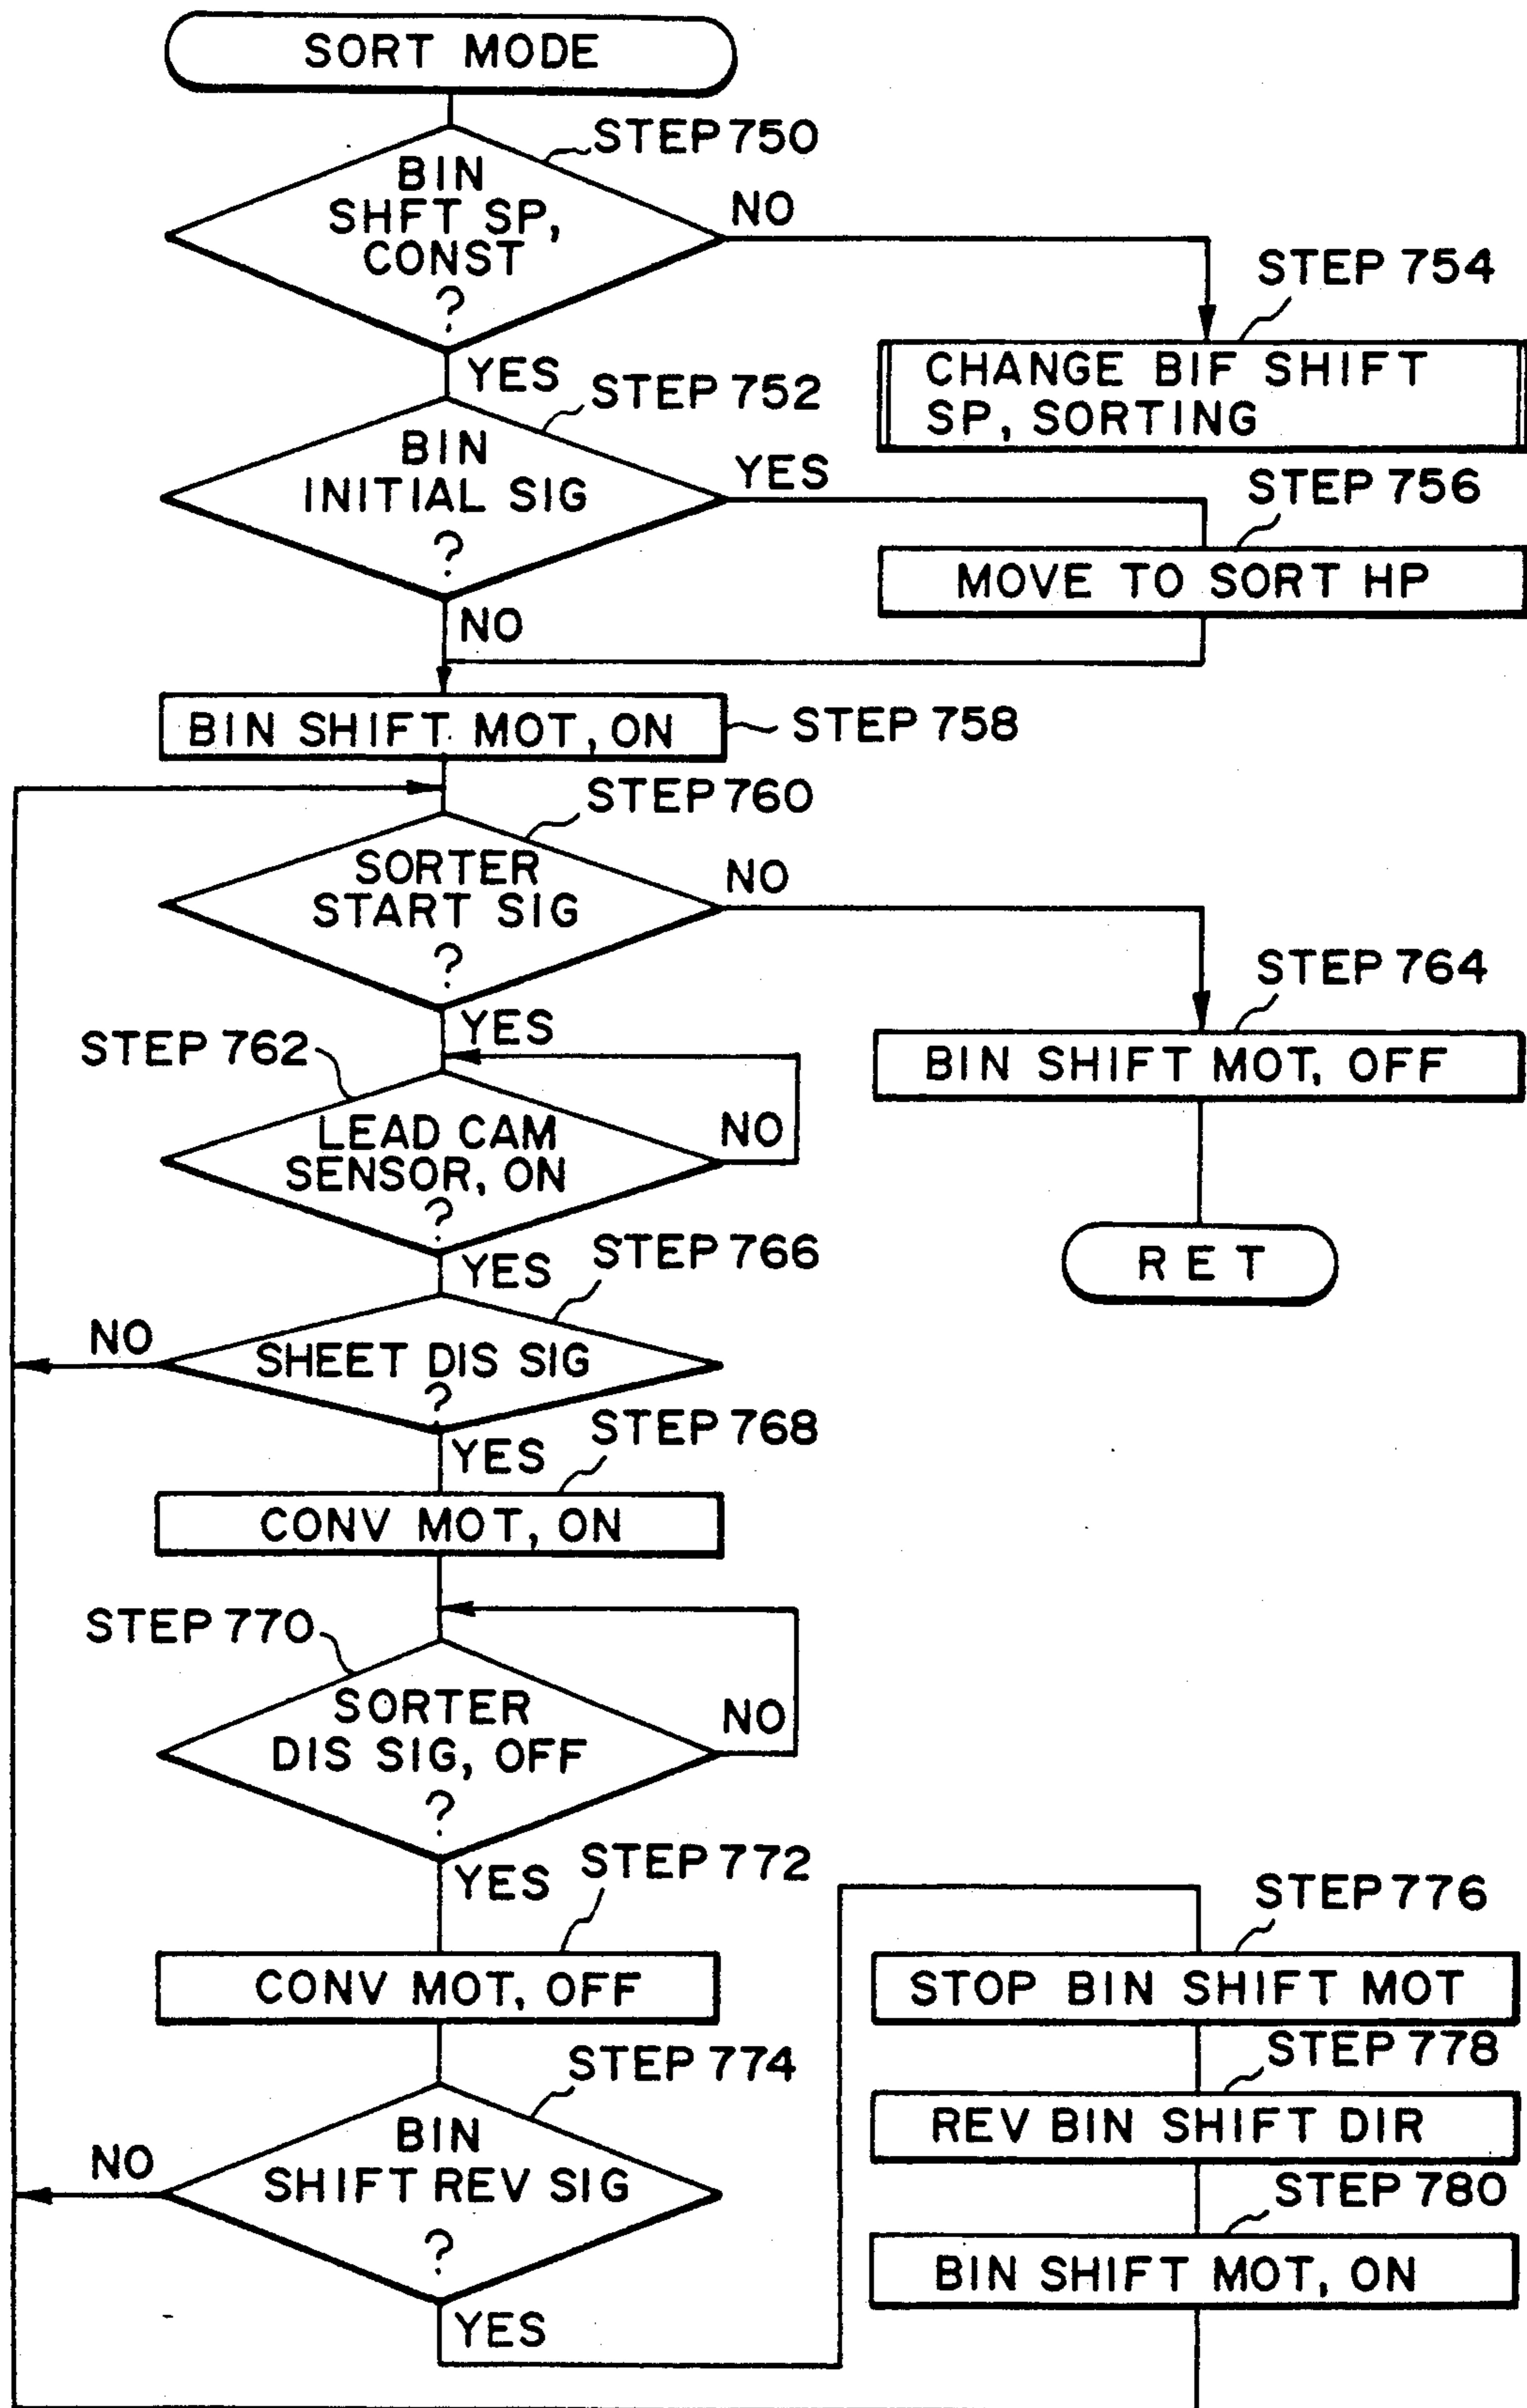 SORT MODE
STEP 750
BIN
SHFT SP,
CONST
?
NO
YES
STEP 754
CHANGE BIF SHIFT
SP, SORTING
STEP 752
BIN
INITIAL SIG
?
YES
NO
STEP 756
MOVE TO SORT HP
BIN SHIFT MOT, ON
STEP 758
STEP 760
SORTER
START SIG
?
NO
YES
STEP 764
BIN SHIFT MOT, OFF
RET
STEP 762
LEAD CAM
SENSOR, ON
?
NO
YES
STEP 766
SHEET DIS SIG
?
NO
YES
STEP 768
CONV MOT, ON
STEP 770
SORTER
DIS SIG, OFF
?
NO
YES
STEP 772
CONV MOT, OFF
STEP 774
BIN
SHIFT REV SIG
?
NO
YES
STEP 776
STOP BIN SHIFT MOT
STEP 778
REV BIN SHIFT DIR
STEP 780
BIN SHIFT MOT, ON